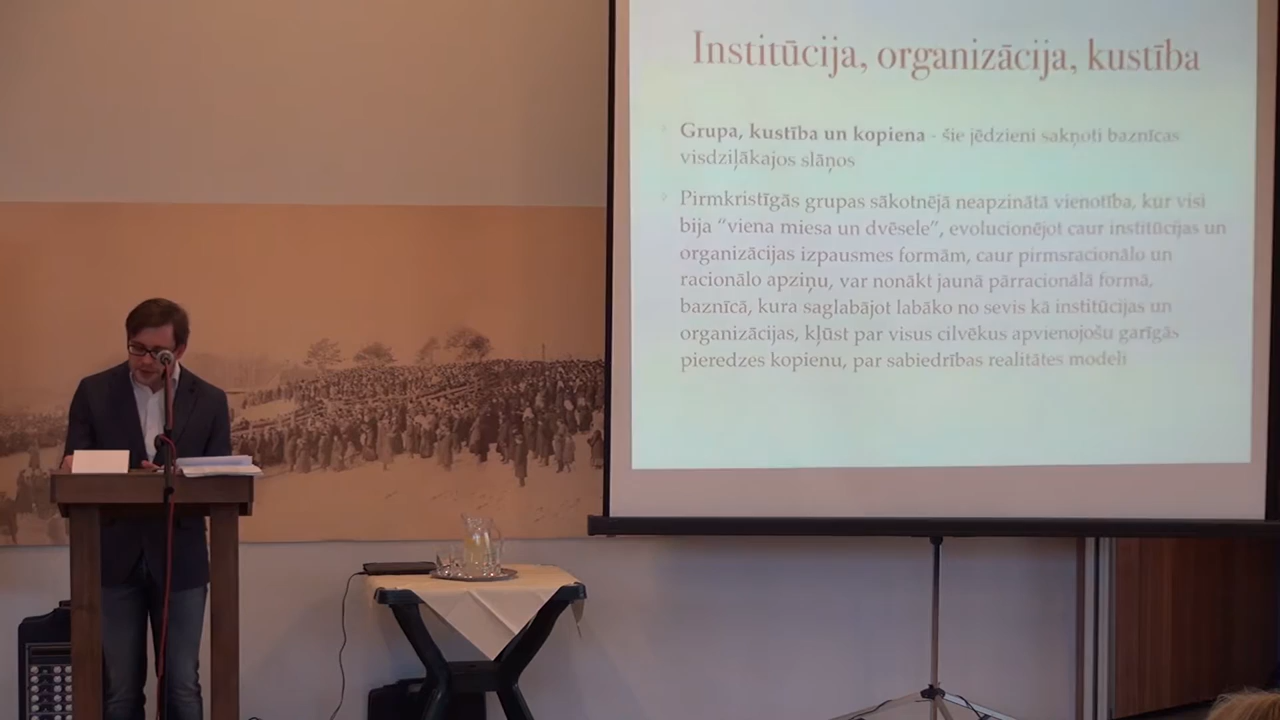 Institūcija, organizācija, kustība
Grupa, kustība un kopiena - šie jēdzieni sakņoti baznīcas
visdziļākajos slāņos
Pirmkristīgās grupas sākotnējā neapzinātā vienotība, kur visi
bija “viena miesa un dvēsele”, evolucionējot caur institūcijas un
organizācijas izpausmes formām, caur pirmsracionālo un
racionālo apziņu, var nonākt jaunā pārracionālā formā,
baznīcā, kura saglabājot labāko no sevis kā institūcijas un
organizācijas, kļūst par visus cilvēkus apvienojošu garīgās
pieredzes kopienu, par sabiedrības realitātes modeli